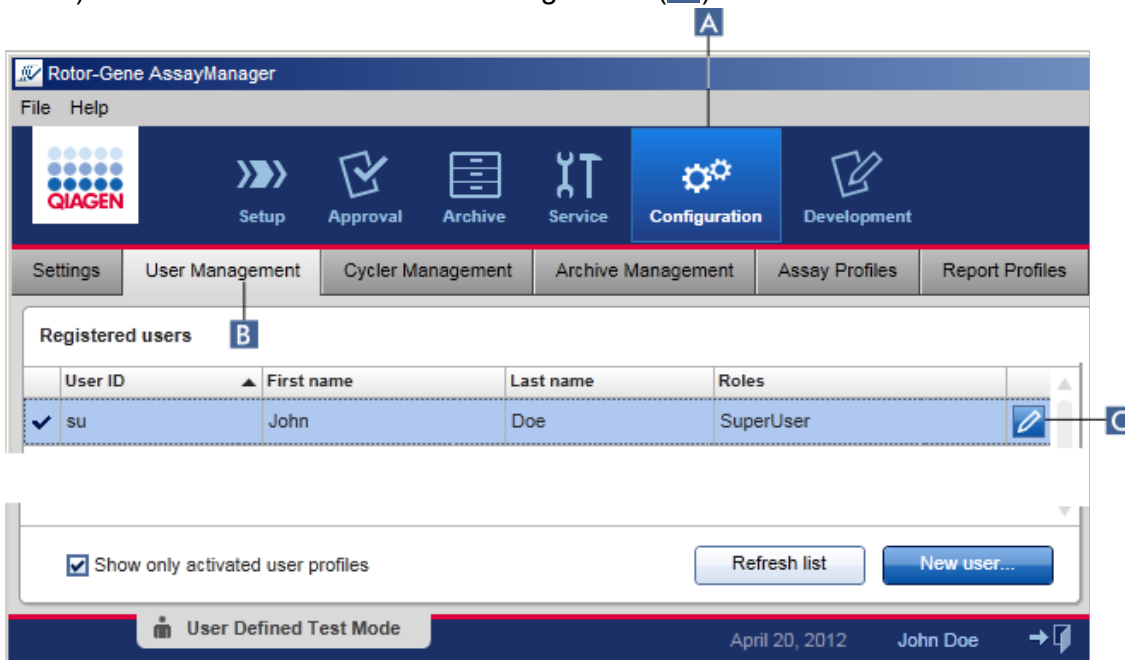 A
Rotor-Gene AssayManager
File Help
QIAGEN
Setup Approval Archive Service Configuration Development
Settings User Management Cycler Management Archive Management Assay Profiles Report Profiles
B
Registered users
User ID First name Last name Roles
su John Doe SuperUser
C
Show only activated user profiles Refresh list New user...
User Defined Test Mode April 20, 2012 John Doe